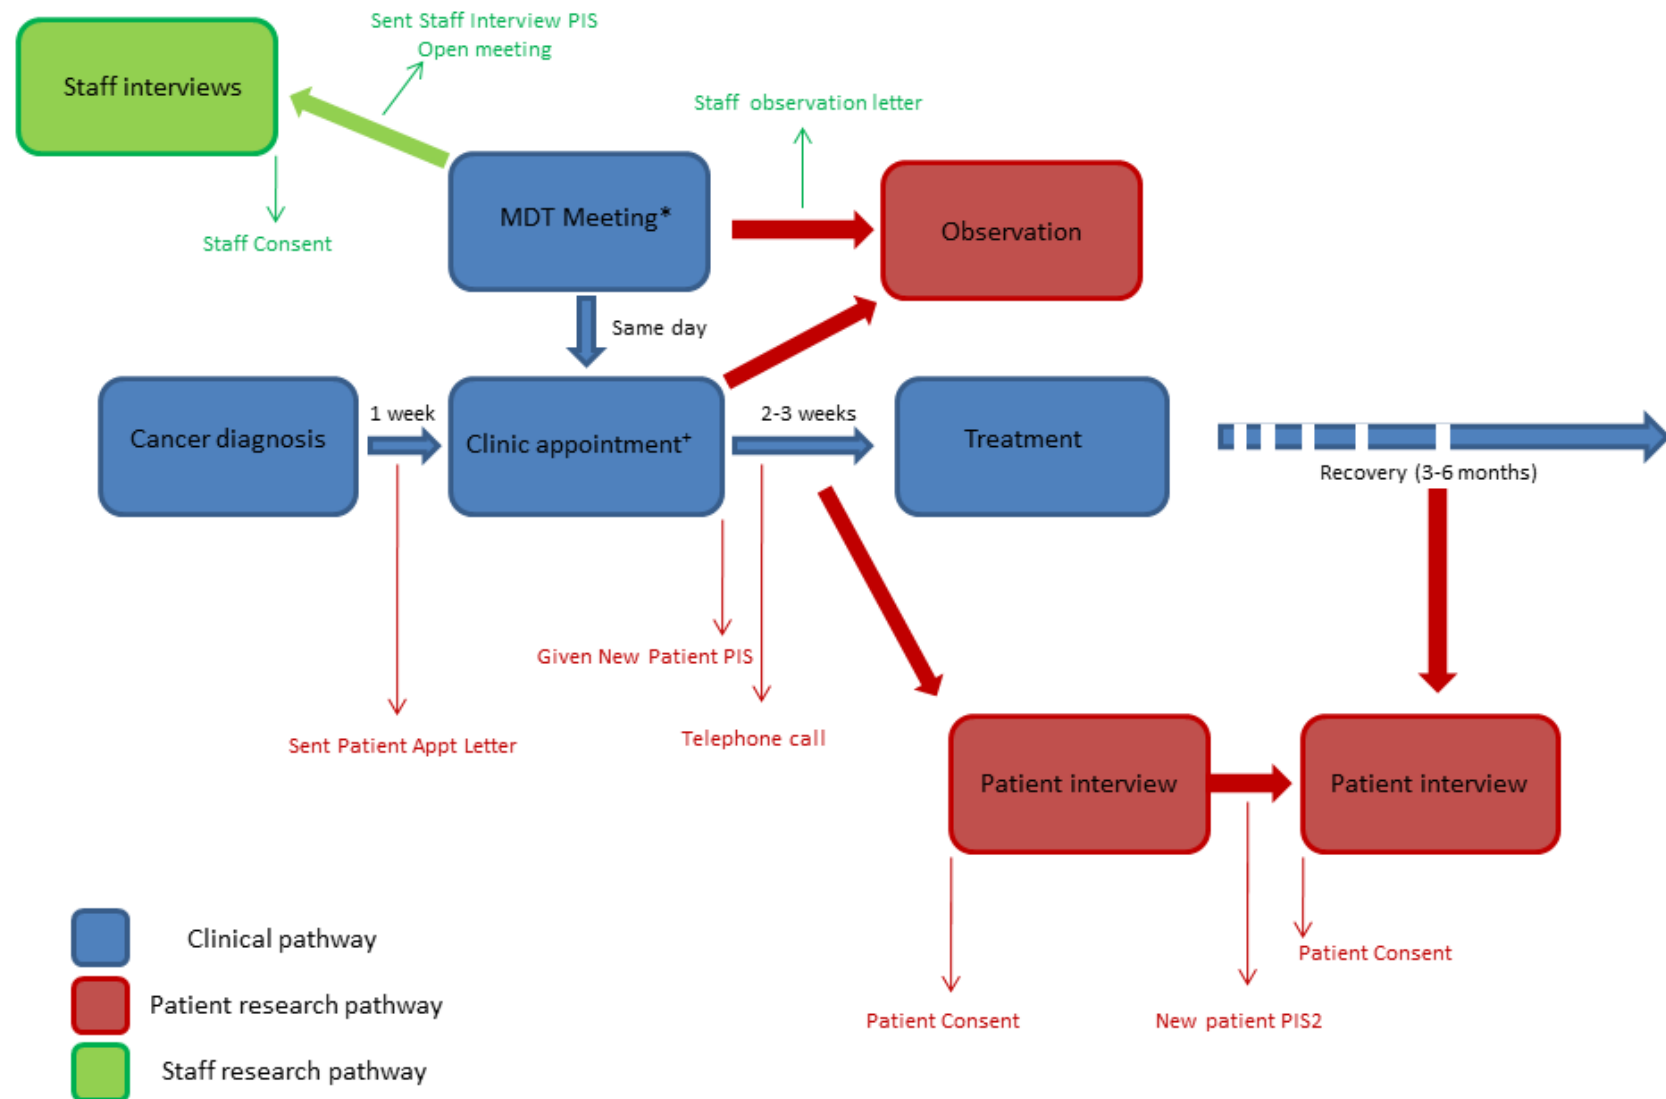 Sent Staff Interview PIS
Open meeting
Staff interviews
Staff observation letter
MDT Meeting*
Observation
Staff Consent
Same day
1 week
2-3 weeks
Cancer diagnosis
Clinic appointment⁺
Treatment
Recovery (3-6 months)
Given New Patient PIS
Sent Patient Appt Letter
Telephone call
Patient interview
Patient interview
Patient Consent
Patient Consent
New patient PIS2
Clinical pathway
Patient research pathway
Staff research pathway